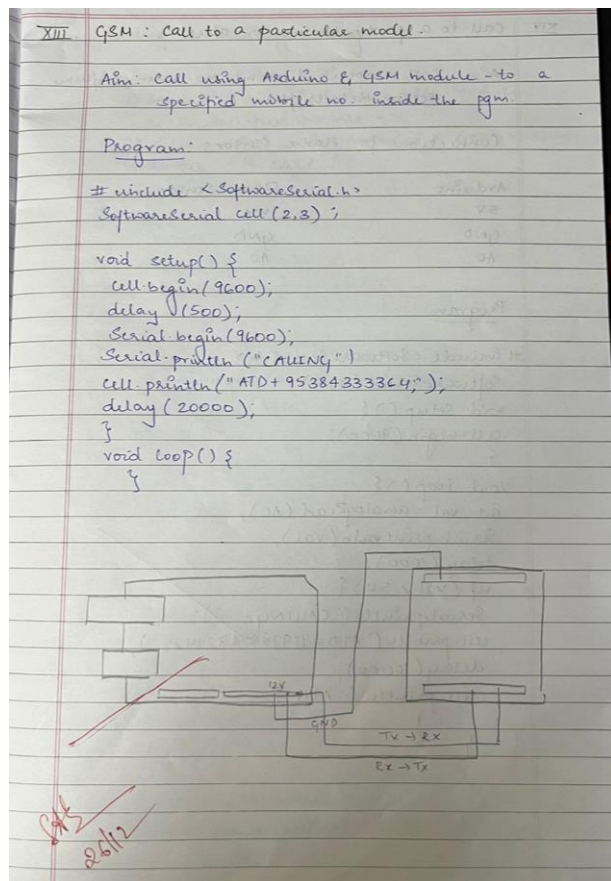 XIII GSM : Call to a particular model.
Aim: Call using Arduino & GSM module - to a
specified mobile no. inside the pgm.
Program:
# include <SoftwareSerial.h>
SoftwareSerial cell (2,3) ;
void setup() {
cell.begin(9600);
delay (500);
Serial.begin(9600);
Serial.println ("CALLING")
cell.println("ATD+95384333364;");
delay (20000);
}
void loop() {
}
12V
GND
Tx → Rx
Rx → Tx
26/12